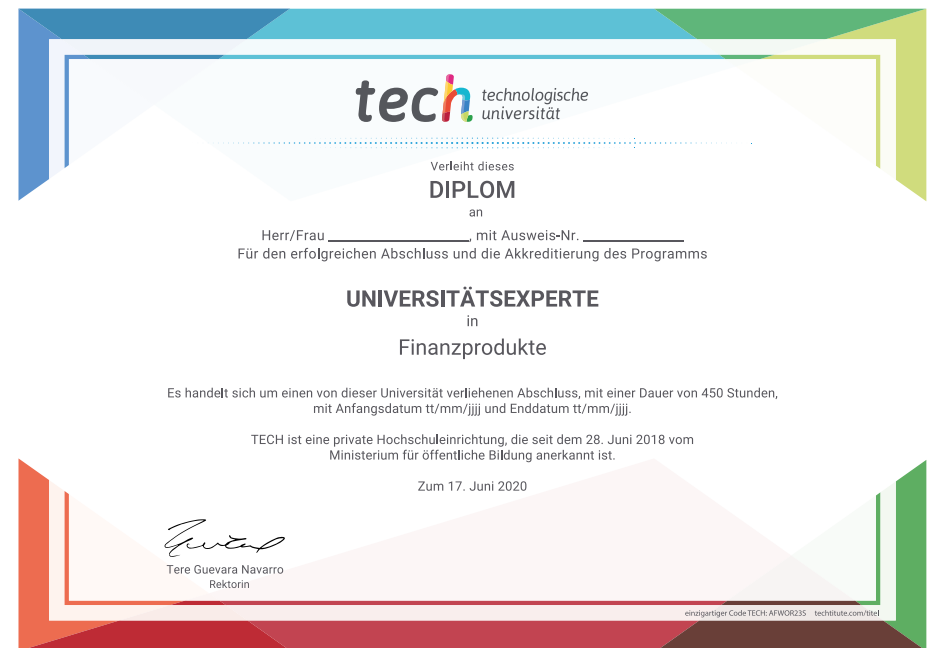 tech technologische
universität
Verleiht dieses
DIPLOM
an
Herr/Frau ____________________, mit Ausweis-Nr. ______________
Für den erfolgreichen Abschluss und die Akkreditierung des Programms
UNIVERSITÄTSEXPERTE
in
Finanzprodukte
Es handelt sich um einen von dieser Universität verliehenen Abschluss, mit einer Dauer von 450 Stunden,
mit Anfangsdatum tt/mm/jjjj und Enddatum tt/mm/jjjj.
TECH ist eine private Hochschuleinrichtung, die seit dem 28. Juni 2018 vom
Ministerium für öffentliche Bildung anerkannt ist.
Zum 17. Juni 2020
Tere Guevara Navarro
Rektorin
einzigartiger Code TECH: AFWOR23S techtitute.com/titel